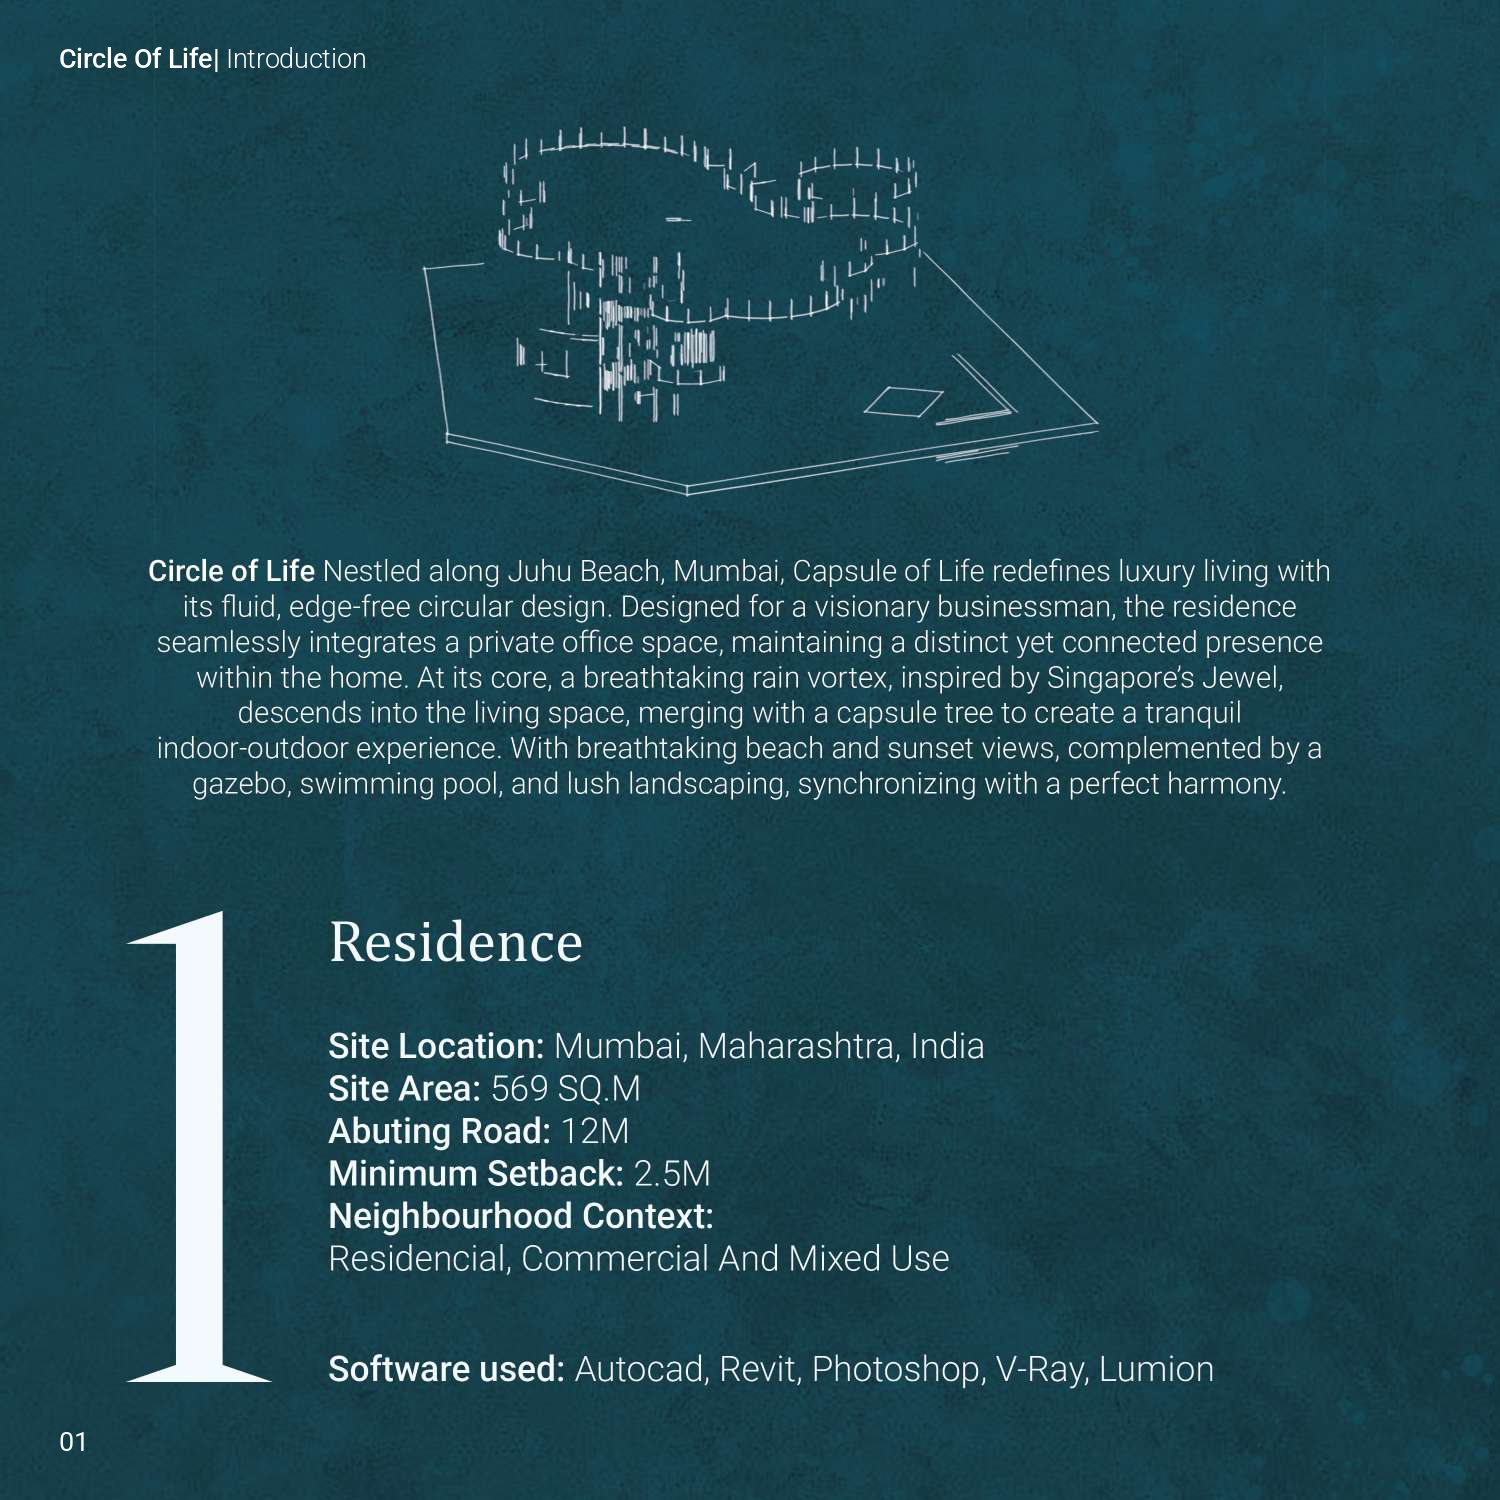 Circle Of Life| Introduction
Circle of Life Nestled along Juhu Beach, Mumbai, Capsule of Life redefines luxury living with
its fluid, edge-free circular design. Designed for a visionary businessman, the residence
seamlessly integrates a private office space, maintaining a distinct yet connected presence
within the home. At its core, a breathtaking rain vortex, inspired by Singapore’s Jewel,
descends into the living space, merging with a capsule tree to create a tranquil
indoor-outdoor experience. With breathtaking beach and sunset views, complemented by a
gazebo, swimming pool, and lush landscaping, synchronizing with a perfect harmony.
1
Residence
Site Location: Mumbai, Maharashtra, India
Site Area: 569 SQ.M
Abuting Road: 12M
Minimum Setback: 2.5M
Neighbourhood Context:
Residencial, Commercial And Mixed Use
Software used: Autocad, Revit, Photoshop, V-Ray, Lumion
01